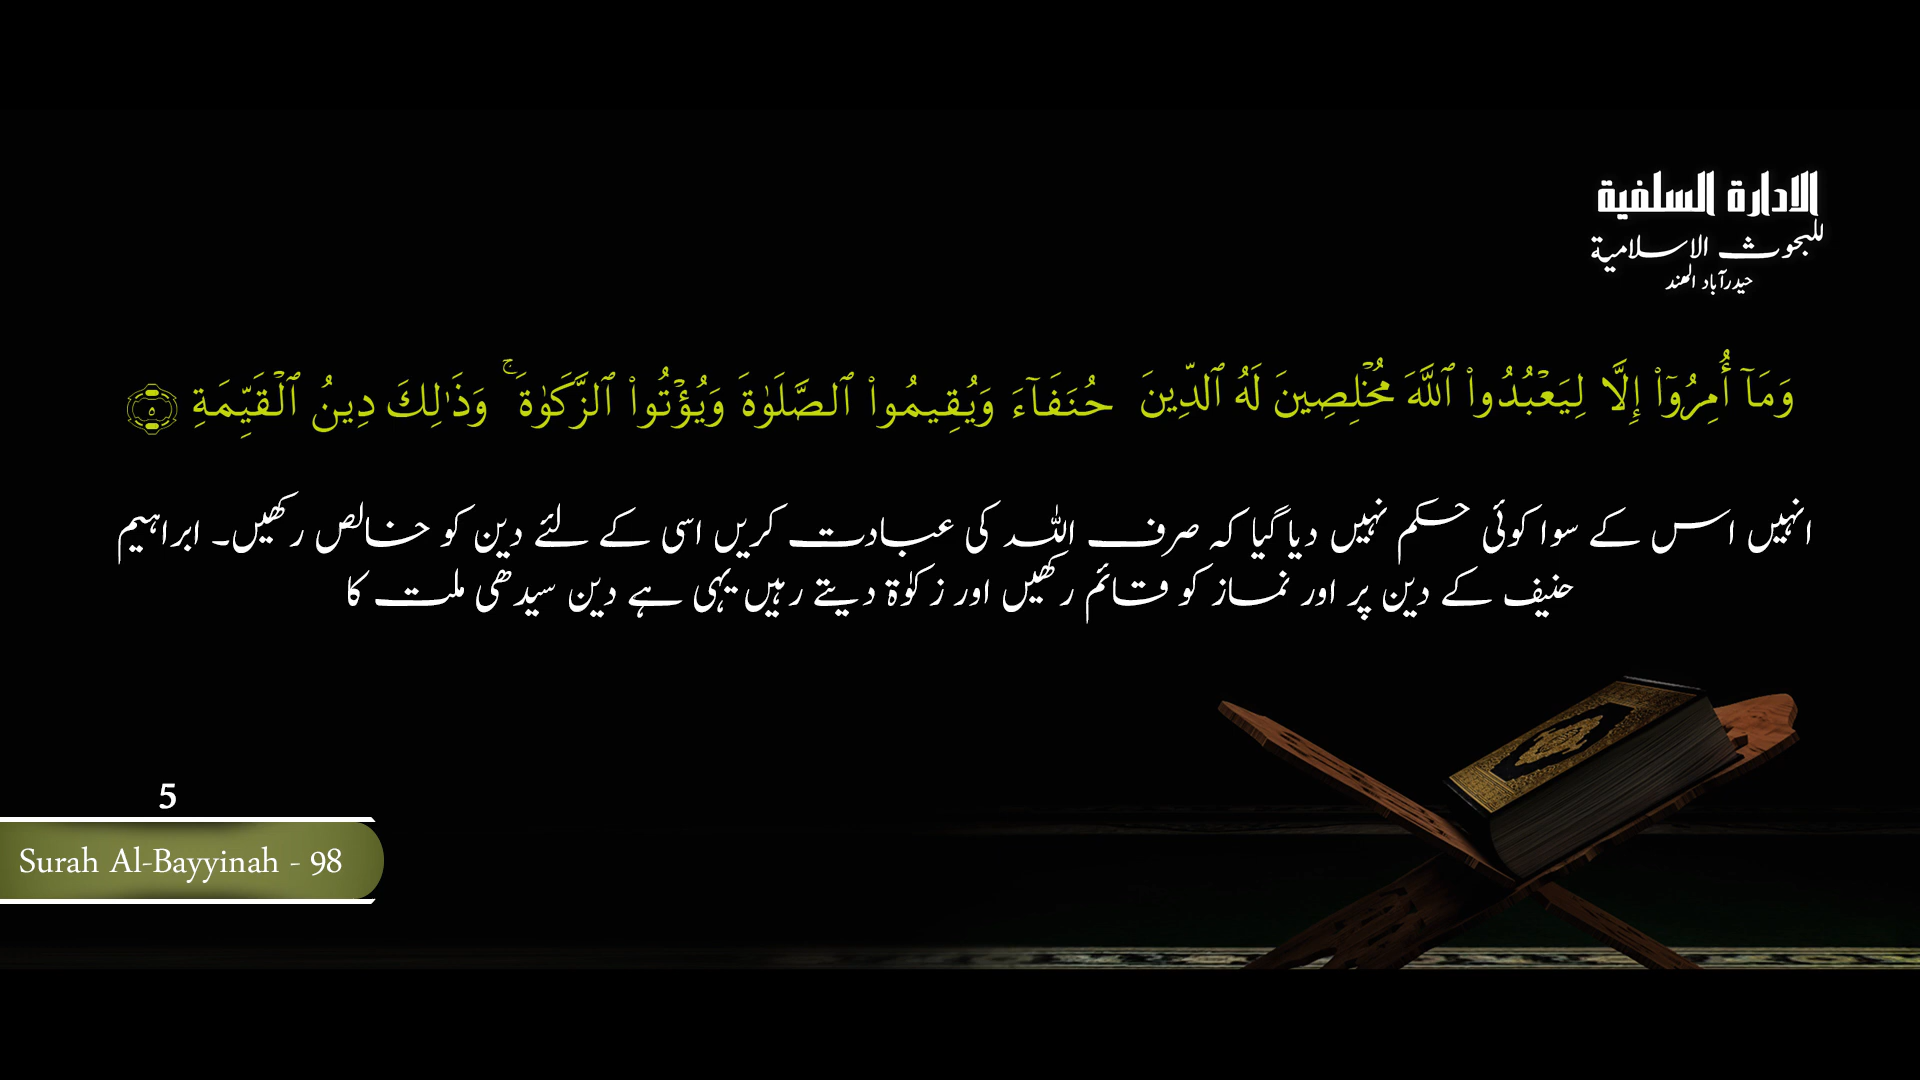 الادارة السلفية
للبحوث الاسلامية
حیدرآباد الھند
وَمَآ أُمِرُوٓا۟ إِلَّا لِيَعْبُدُوا۟ ٱللَّهَ مُخْلِصِينَ لَهُ ٱلدِّينَ حُنَفَآءَ وَيُقِيمُوا۟ ٱلصَّلَوٰةَ وَيُؤْتُوا۟ ٱلزَّكَوٰةَ ۚ وَذَٰلِكَ دِينُ ٱلْقَيِّمَةِ ٥
انہیں اس کے سوا کوئی حکم نہیں دیا گیا کہ صرف اللہ کی عبادت کریں اسی کے لئے دین کو خالص رکھیں۔ ابراہیم
حنیف کے دین پر اور نماز کو قائم رکھیں اور زکوٰة دیتے رہیں یہی ہے دین سیدھی ملت کا
5
Surah Al-Bayyinah - 98